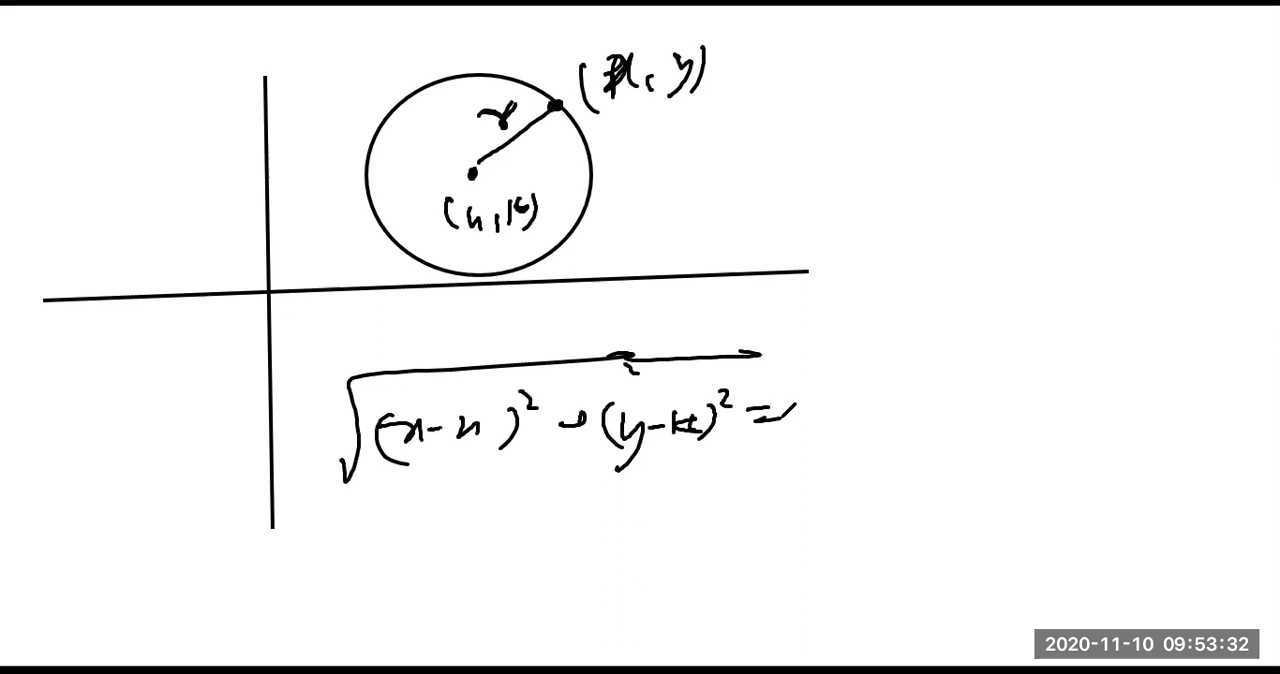 (x, y)
r
(h, k)
√(x-h)² + (y-k)² = r
2020-11-10 09:53:32